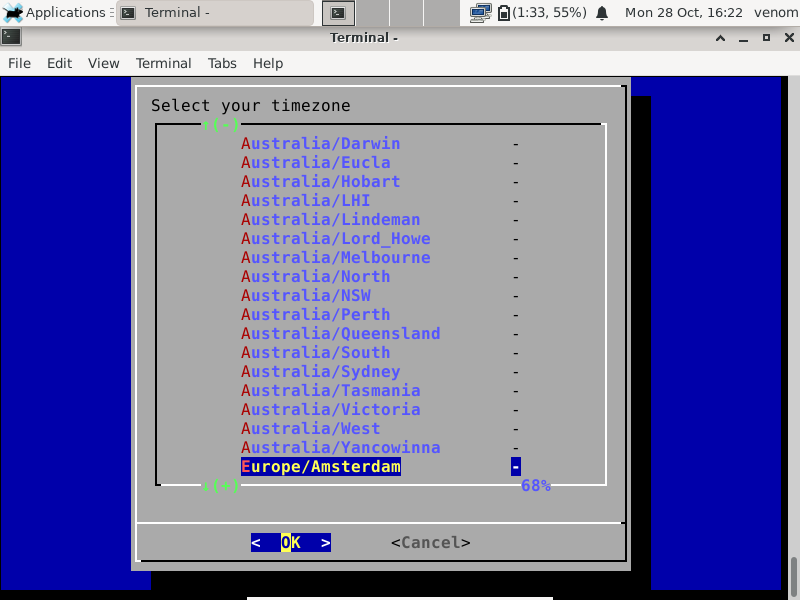 Applications Terminal - (1:33, 55%) Mon 28 Oct, 16:22 venom
Terminal -
File Edit View Terminal Tabs Help
Select your timezone
↑(-)
Australia/Darwin -
Australia/Eucla -
Australia/Hobart -
Australia/LHI -
Australia/Lindeman -
Australia/Lord_Howe -
Australia/Melbourne -
Australia/North -
Australia/NSW -
Australia/Perth -
Australia/Queensland -
Australia/South -
Australia/Sydney -
Australia/Tasmania -
Australia/Victoria -
Australia/West -
Australia/Yancowinna -
Europe/Amsterdam -
↓(+) 68%
< OK > <Cancel>